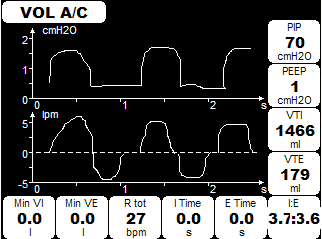 VOL A/C
cmH2O
2
1
0
0
1
2
s
lpm
5
0
-5
0
1
2
s
PIP
70
cmH2O
PEEP
1
cmH2O
VTI
1466
ml
VTE
179
ml
Min VI
0.0
l
Min VE
0.0
l
R tot
27
bpm
I Time
0.0
s
E Time
0.0
s
I:E
3.7:3.6